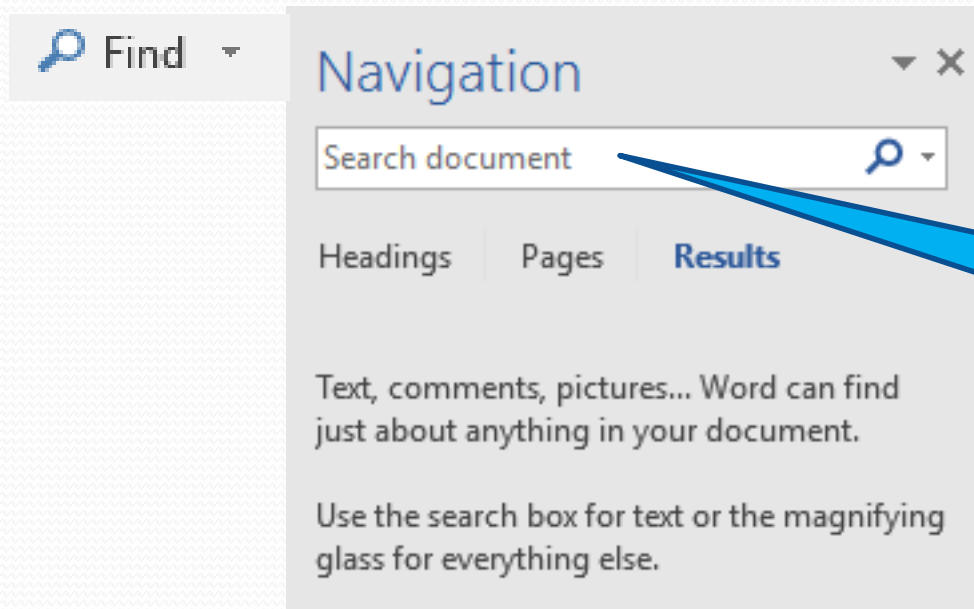 Find
Navigation
Search document
Headings Pages Results
Text, comments, pictures... Word can find
just about anything in your document.
Use the search box for text or the magnifying
glass for everything else.